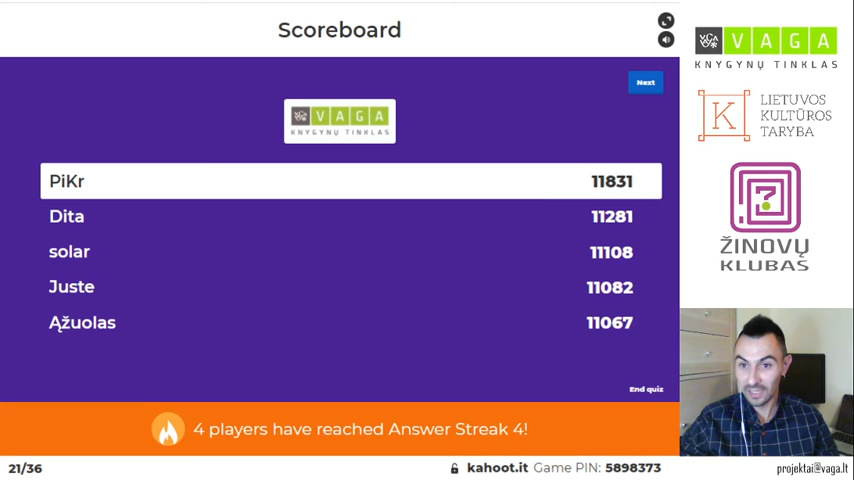 Scoreboard
Next
VAGA
KNYGYNŲ TINKLAS
PiKr 11831
Dita 11281
solar 11108
Juste 11082
Ąžuolas 11067
End quiz
4 players have reached Answer Streak 4!
21/36
kahoot.it Game PIN: 5898373
VAGA
KNYGYNŲ TINKLAS
K
LIETUVOS
KULTŪROS
TARYBA
?
ŽINOVŲ
KLUBAS
projektai@vaga.lt